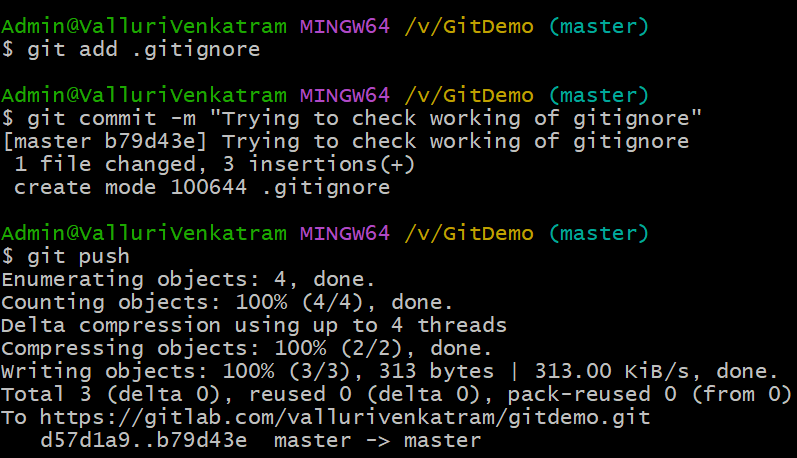 Admin@ValluriVenkatram MINGW64 /v/GitDemo (master)
$ git add .gitignore
Admin@ValluriVenkatram MINGW64 /v/GitDemo (master)
$ git commit -m "Trying to check working of gitignore"
[master b79d43e] Trying to check working of gitignore
 1 file changed, 3 insertions(+)
 create mode 100644 .gitignore
Admin@ValluriVenkatram MINGW64 /v/GitDemo (master)
$ git push
Enumerating objects: 4, done.
Counting objects: 100% (4/4), done.
Delta compression using up to 4 threads
Compressing objects: 100% (2/2), done.
Writing objects: 100% (3/3), 313 bytes | 313.00 KiB/s, done.
Total 3 (delta 0), reused 0 (delta 0), pack-reused 0 (from 0)
To https://gitlab.com/vallurivenkatram/gitdemo.git
   d57d1a9..b79d43e  master -> master